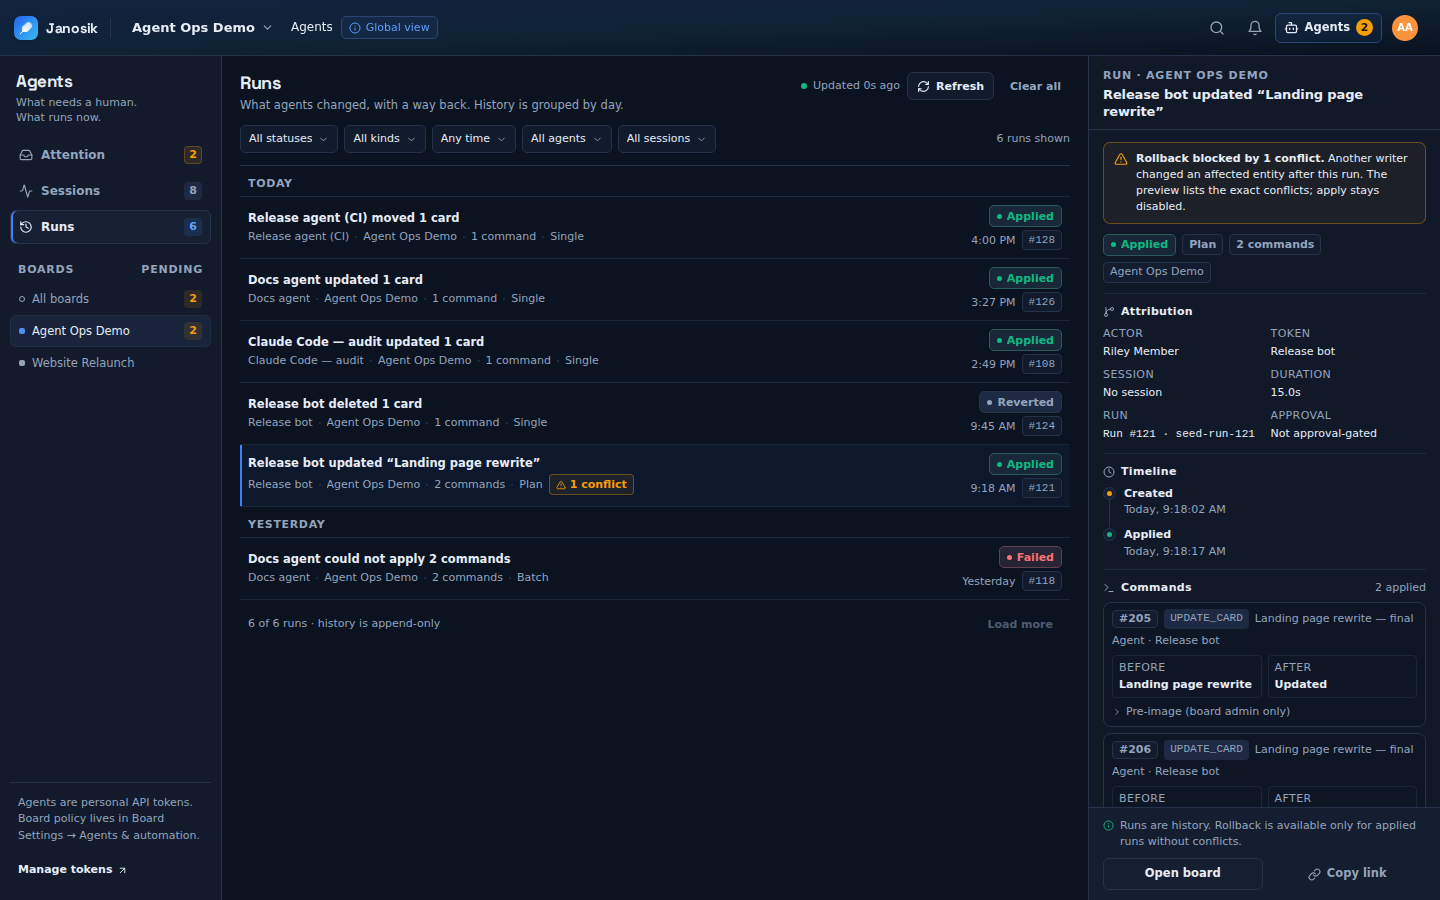 Janosik
Agent Ops Demo
Agents
Global view
Agents
2
AA
Agents
What needs a human.
What runs now.
Attention
2
Sessions
8
Runs
6
BOARDS
PENDING
All boards
2
Agent Ops Demo
2
Website Relaunch
Agents are personal API tokens.
Board policy lives in Board
Settings → Agents & automation.
Manage tokens
Runs
What agents changed, with a way back. History is grouped by day.
Updated 0s ago
Refresh
Clear all
All statuses
All kinds
Any time
All agents
All sessions
6 runs shown
TODAY
Release agent (CI) moved 1 card
Release agent (CI) · Agent Ops Demo · 1 command · Single
Applied
4:00 PM
#128
Docs agent updated 1 card
Docs agent · Agent Ops Demo · 1 command · Single
Applied
3:27 PM
#126
Claude Code — audit updated 1 card
Claude Code — audit · Agent Ops Demo · 1 command · Single
Applied
2:49 PM
#108
Release bot deleted 1 card
Release bot · Agent Ops Demo · 1 command · Single
Reverted
9:45 AM
#124
Release bot updated “Landing page rewrite”
Release bot · Agent Ops Demo · 2 commands · Plan
1 conflict
Applied
9:18 AM
#121
YESTERDAY
Docs agent could not apply 2 commands
Docs agent · Agent Ops Demo · 2 commands · Batch
Failed
Yesterday
#118
6 of 6 runs · history is append-only
Load more
RUN · AGENT OPS DEMO
Release bot updated “Landing page
rewrite”
Rollback blocked by 1 conflict. Another writer
changed an affected entity after this run. The
preview lists the exact conflicts; apply stays
disabled.
Applied
Plan
2 commands
Agent Ops Demo
Attribution
ACTOR
TOKEN
Riley Member
Release bot
SESSION
DURATION
No session
15.0s
RUN
APPROVAL
Run #121 · seed-run-121
Not approval-gated
Timeline
Created
Today, 9:18:02 AM
Applied
Today, 9:18:17 AM
Commands
2 applied
#205
UPDATE_CARD
Landing page rewrite — final
Agent · Release bot
BEFORE
AFTER
Landing page rewrite
Updated
Pre-image (board admin only)
#206
UPDATE_CARD
Landing page rewrite — final
Agent · Release bot
BEFORE
AFTER
Runs are history. Rollback is available only for applied
runs without conflicts.
Open board
Copy link